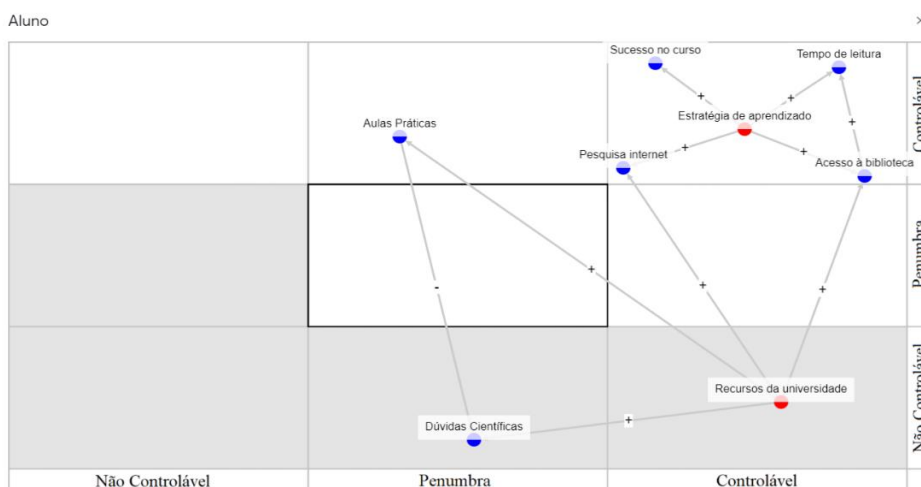 Aluno
×
Sucesso no curso
Tempo de leitura
+
+
Estratégia de aprendizado
Aulas Práticas
+
Pesquisa internet
+
+
Acesso à biblioteca
Controlável
+
-
+
+
Penumbra
Recursos da universidade
Dúvidas Científicas
+
Não Controlável
Não Controlável
Penumbra
Controlável